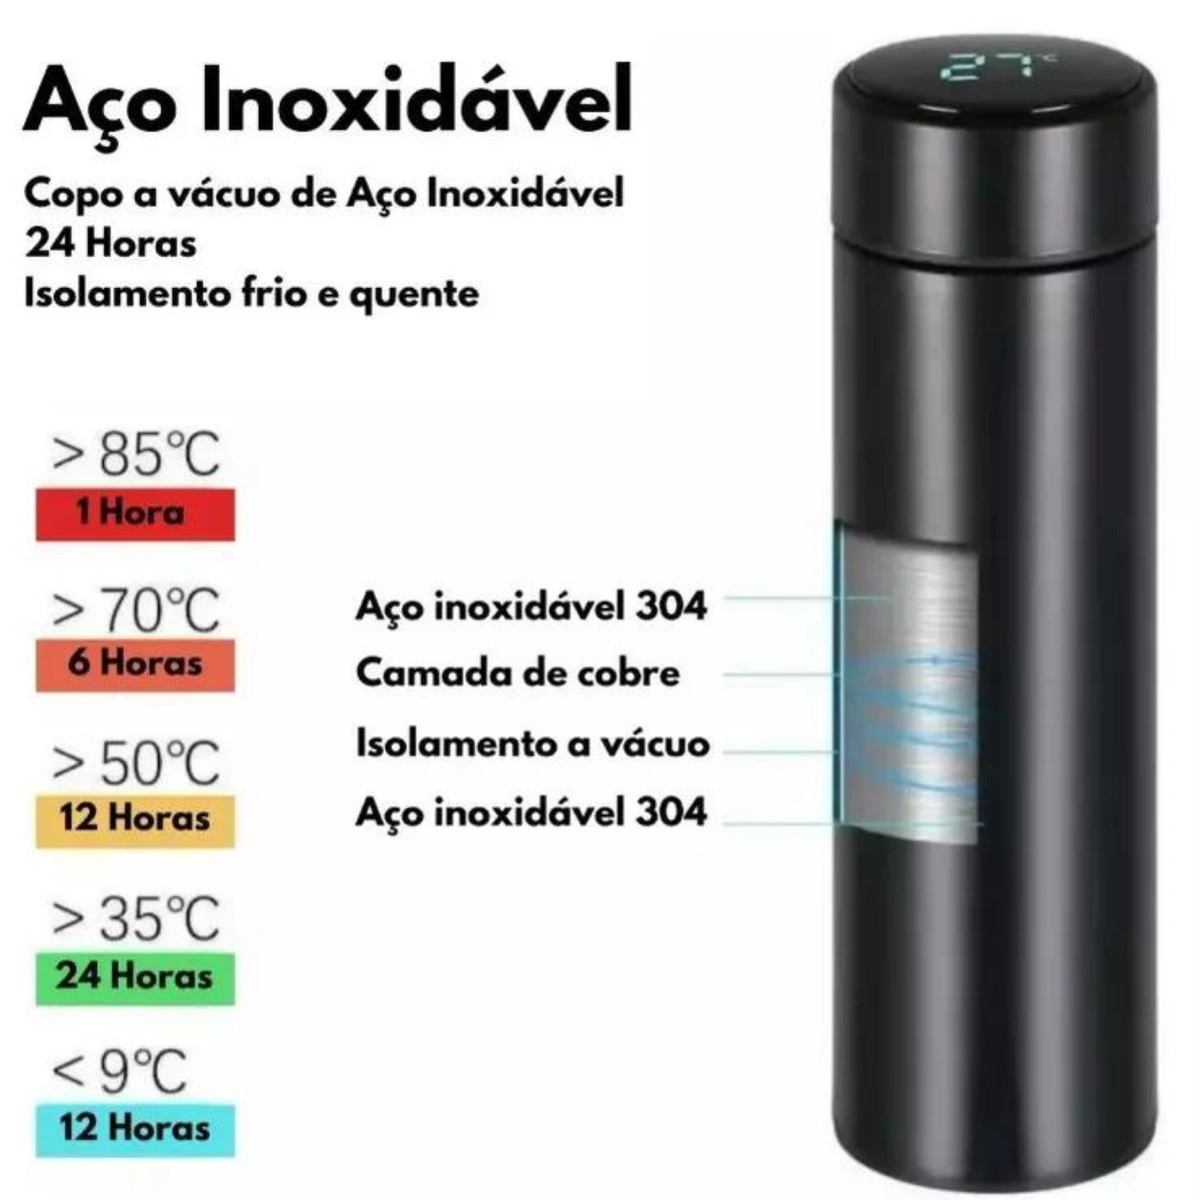 27°C
Aço Inoxidável
Copo a vácuo de Aço Inoxidável
24 Horas
Isolamento frio e quente
> 85°C
1 Hora
> 70°C
6 Horas
> 50°C
12 Horas
> 35°C
24 Horas
< 9°C
12 Horas
Aço inoxidável 304
Camada de cobre
Isolamento a vácuo
Aço inoxidável 304